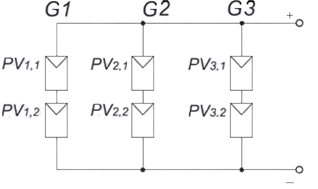 G1 G2 G3
+
PV1,1 PV2,1 PV3.1
PV1,2 PV2,2 PV3.2
–